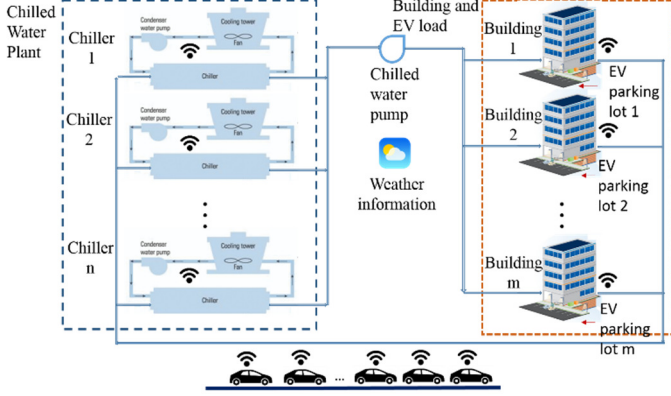 Chilled
Water
Plant
Chiller
1
Condenser
water pump
Cooling tower
Fan
Chiller
Chiller
2
Condenser
water pump
Cooling tower
Fan
Chiller
Chiller
n
Condenser
water pump
Cooling tower
Fan
Chiller
Building and
EV load
Chilled
water
pump
Weather
information
Building
1
EV
parking
lot 1
Building
2
EV
parking
lot 2
Building
m
EV
parking
lot m
...